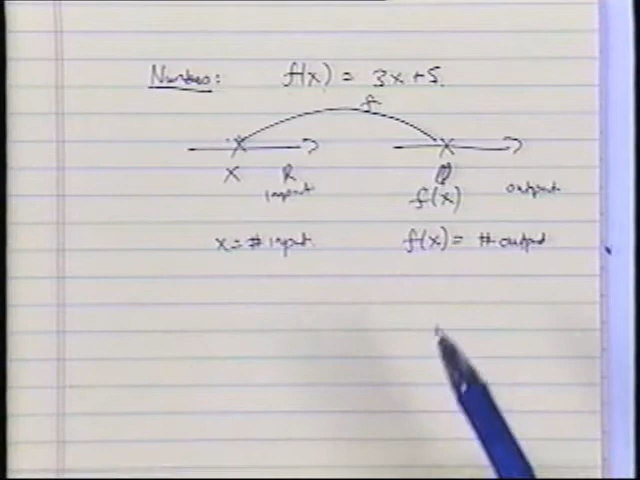 Numbers: f(x) = 3x+5.
f
x R f(x)
input output
x = # input f(x) = # output